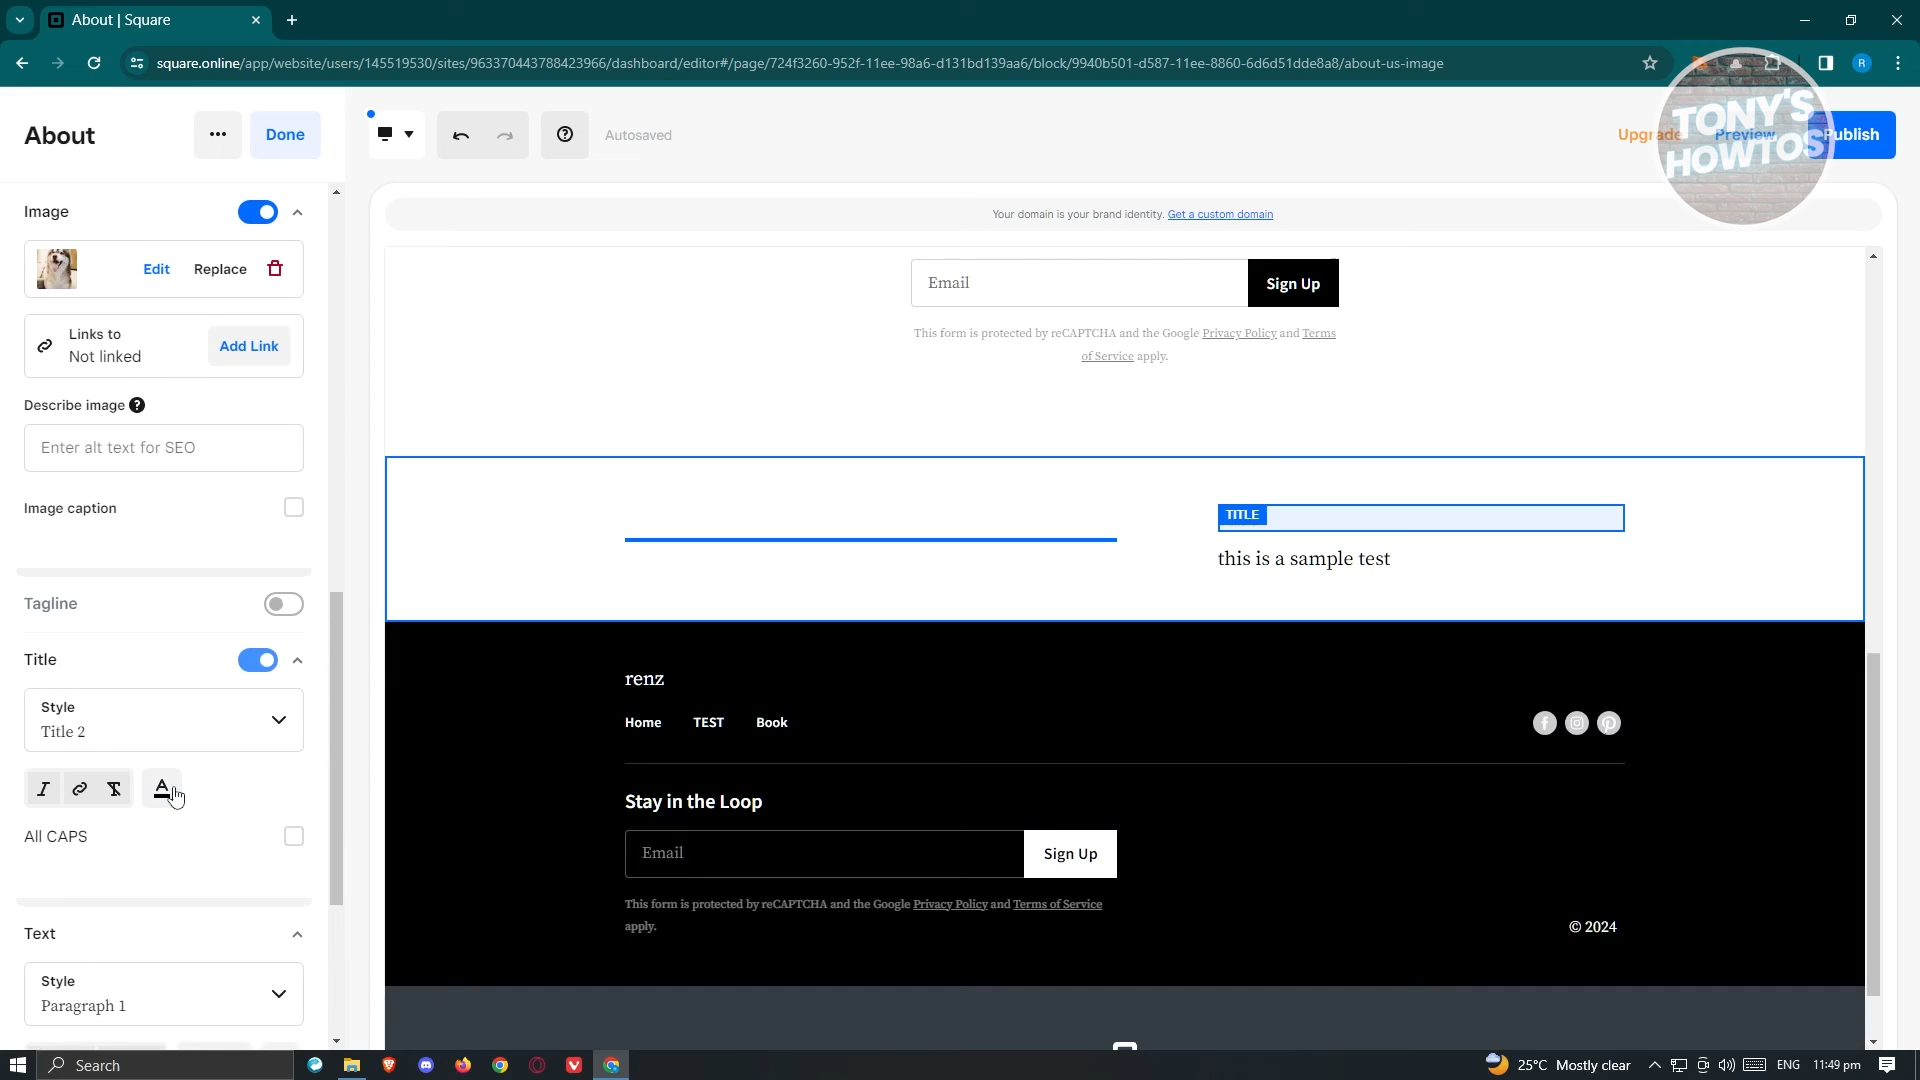 About | Square
square.online/app/website/users/145519530/sites/963370443788423966/dashboard/editor#/page/724f3260-952f-11ee-98a6-d131bd139aa6/block/9940b501-d587-11ee-8860-6d6d51dde8a8/about-us-image
R
About
Done
Autosaved
Upgrade
Preview
Publish
TONY'S
HOWTOS
Your domain is your brand identity. Get a custom domain
Image
Edit
Replace
Links to
Not linked
Add Link
Describe image
Enter alt text for SEO
Image caption
Tagline
Title
Style
Title 2
All CAPS
Text
Style
Paragraph 1
Email
Sign Up
This form is protected by reCAPTCHA and the Google Privacy Policy and Terms
of Service apply.
TITLE
this is a sample test
renz
Home
TEST
Book
Stay in the Loop
Email
Sign Up
This form is protected by reCAPTCHA and the Google Privacy Policy and Terms of Service
apply.
© 2024
Search
25°C Mostly clear
ENG
11:49 pm